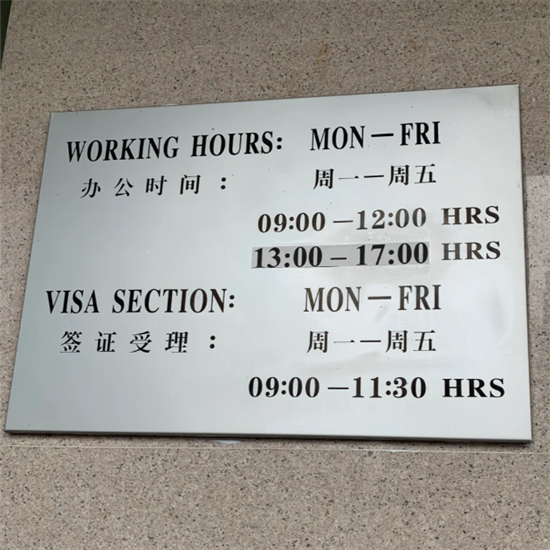 WORKING HOURS: MON—FRI
办公时间： 周一—周五
09:00—12:00 HRS
13:00–17:00 HRS
VISA SECTION: MON—FRI
签证受理： 周一—周五
09:00—11:30 HRS